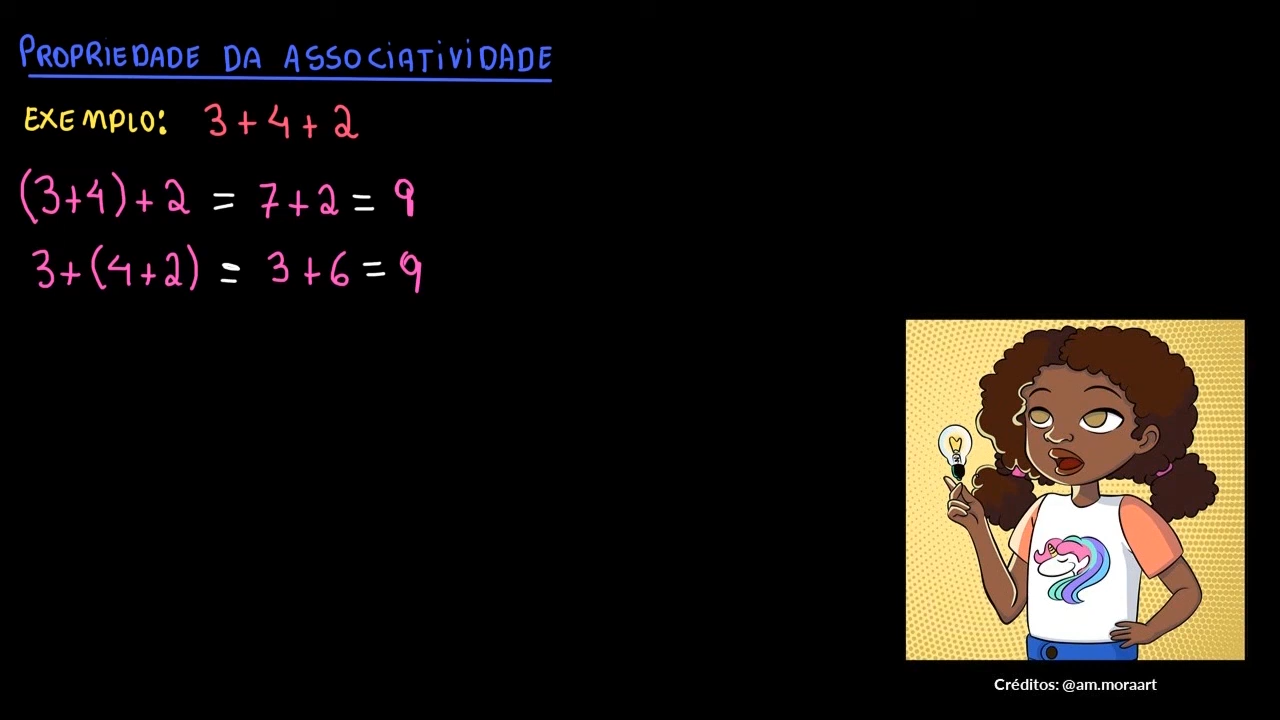 PROPRIEDADE DA ASSOCIATIVIDADE
EXEMPLO: 3 + 4 + 2
(3+4) + 2 = 7 + 2 = 9
3 + (4 + 2) = 3 + 6 = 9
Créditos: @am.moraart